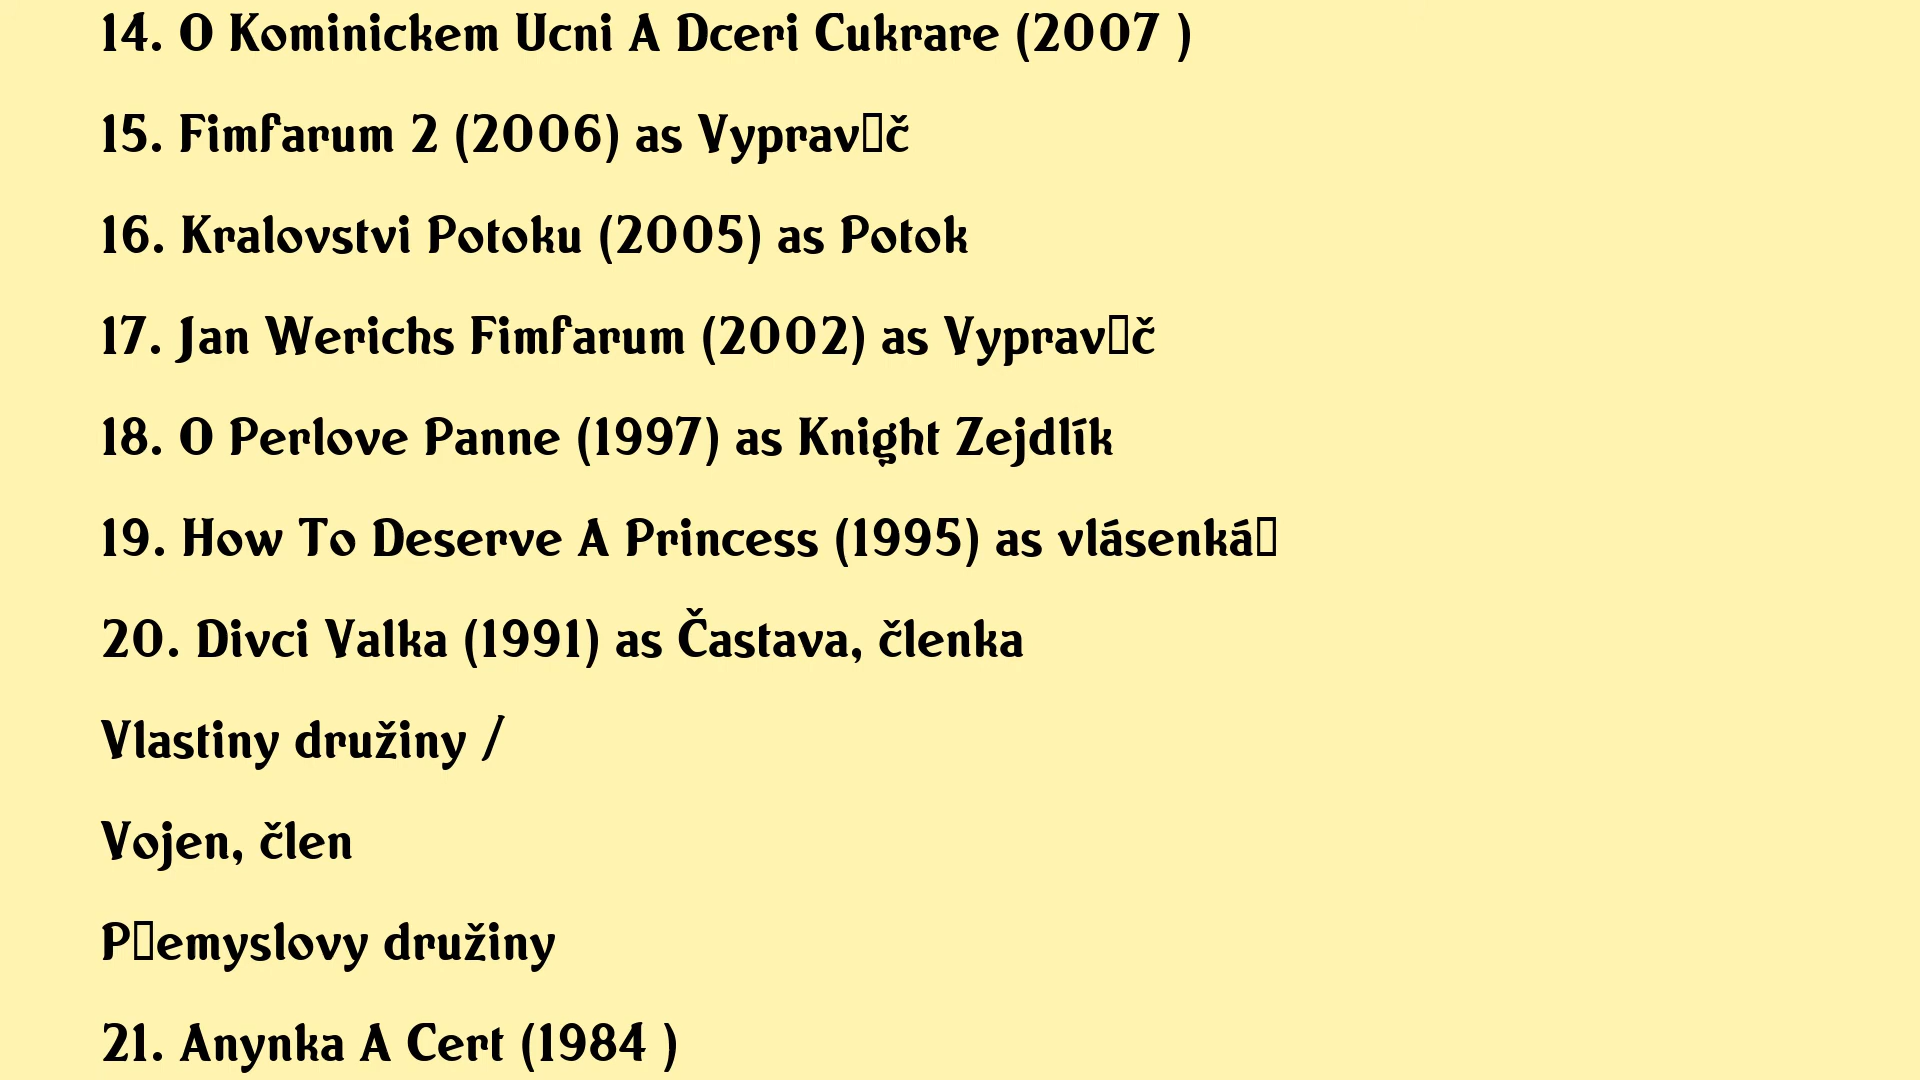 14. O Kominickem Ucni A Dceri Cukrare (2007 )
15. Fimfarum 2 (2006) as Vyprav▯č
16. Kralovstvi Potoku (2005) as Potok
17. Jan Werichs Fimfarum (2002) as Vyprav▯č
18. O Perlove Panne (1997) as Knight Zejdlík
19. How To Deserve A Princess (1995) as vlásenká▯
20. Divci Valka (1991) as Častava, členka
Vlastiny družiny /
Vojen, člen
P▯emyslovy družiny
21. Anynka A Cert (1984 )